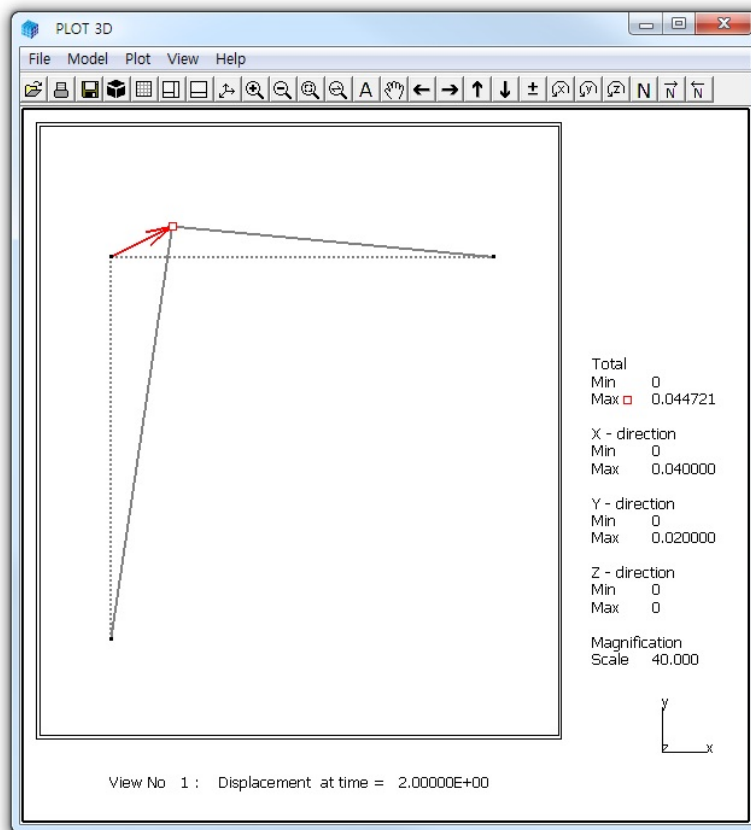 PLOT 3D
File Model Plot View Help
A X Y Z N N N
Total
Min 0
Max 0.044721
X - direction
Min 0
Max 0.040000
Y - direction
Min 0
Max 0.020000
Z - direction
Min 0
Max 0
Magnification
Scale 40.000
y
z x
View No 1 : Displacement at time = 2.00000E+00